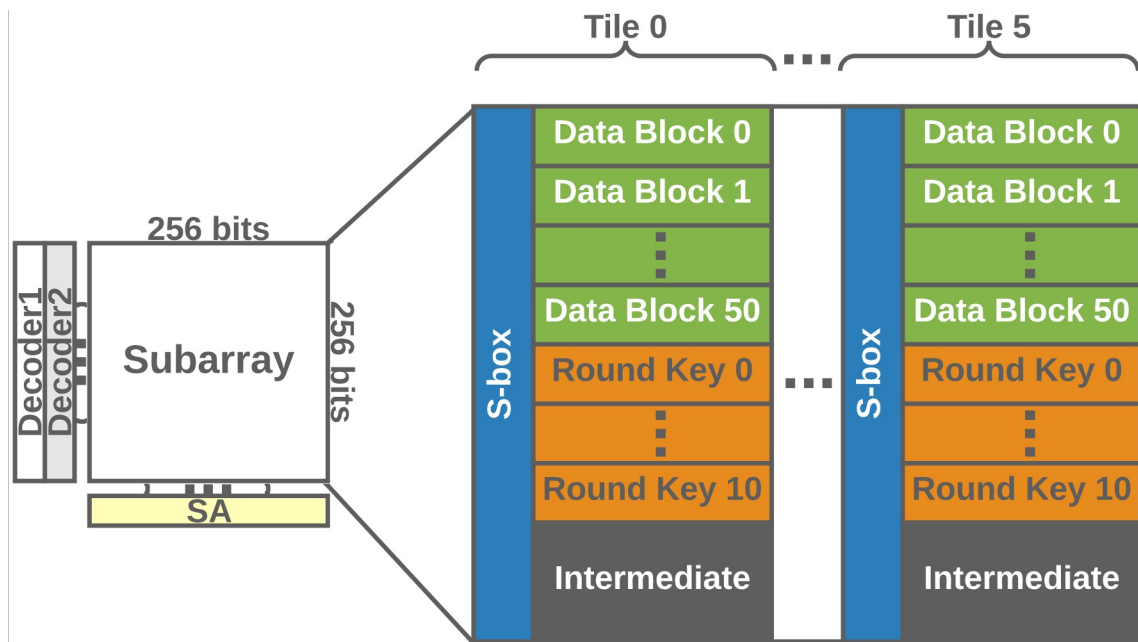 Tile 0
Tile 5
256 bits
256 bits
Decoder1
Decoder2
Subarray
SA
S-box
Data Block 0
Data Block 1
Data Block 50
Round Key 0
Round Key 10
Intermediate
S-box
Data Block 0
Data Block 1
Data Block 50
Round Key 0
Round Key 10
Intermediate